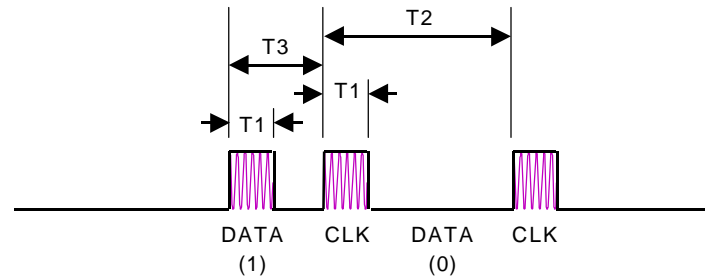 T2
T3
T1
T1
DATA CLK DATA CLK
(1) (0)